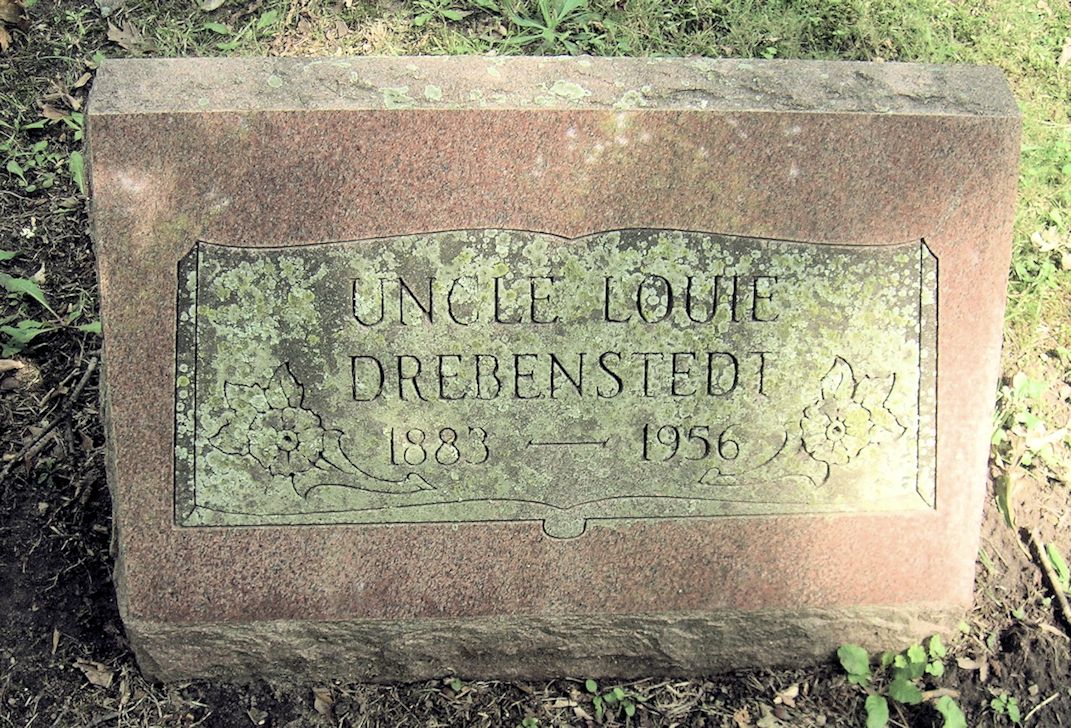 UNCLE LOUIE
DREBENSTEDT
1883 — 1956